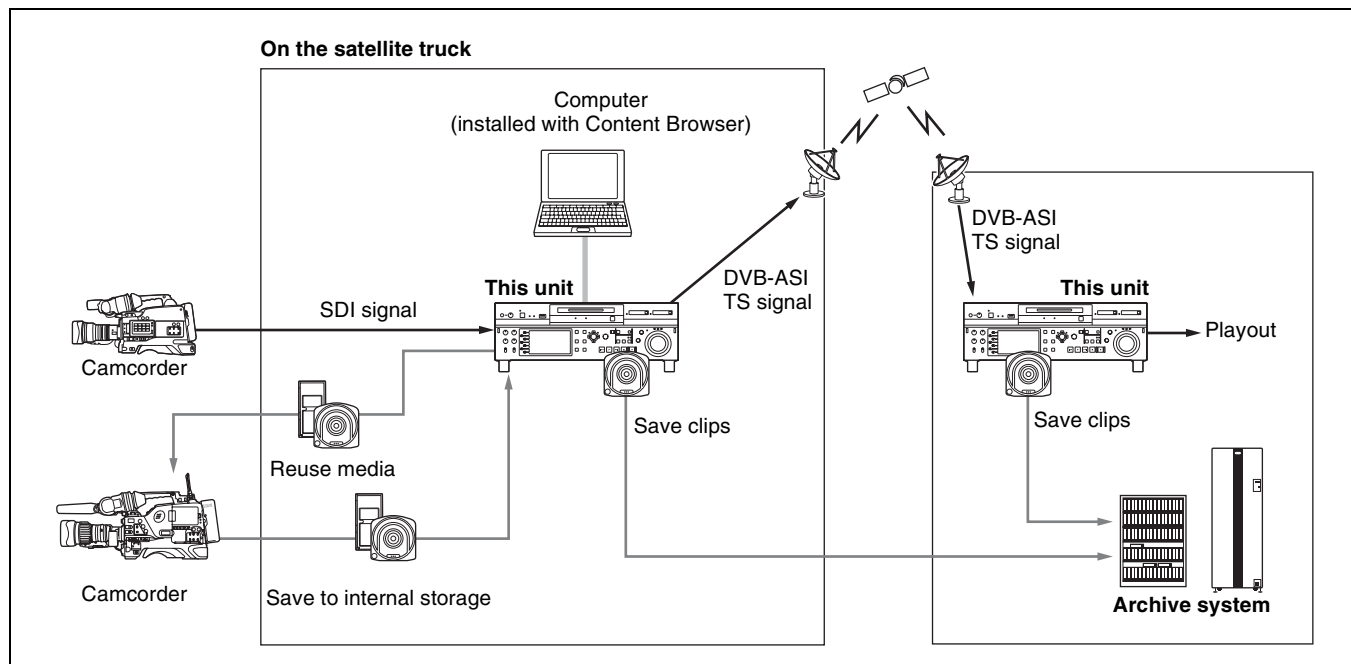 On the satellite truck
Computer
(installed with Content Browser)
DVB-ASI
TS signal
DVB-ASI
TS signal
This unit
This unit
SDI signal
Playout
Camcorder
Save clips
Save clips
Reuse media
Camcorder
Save to internal storage
Archive system